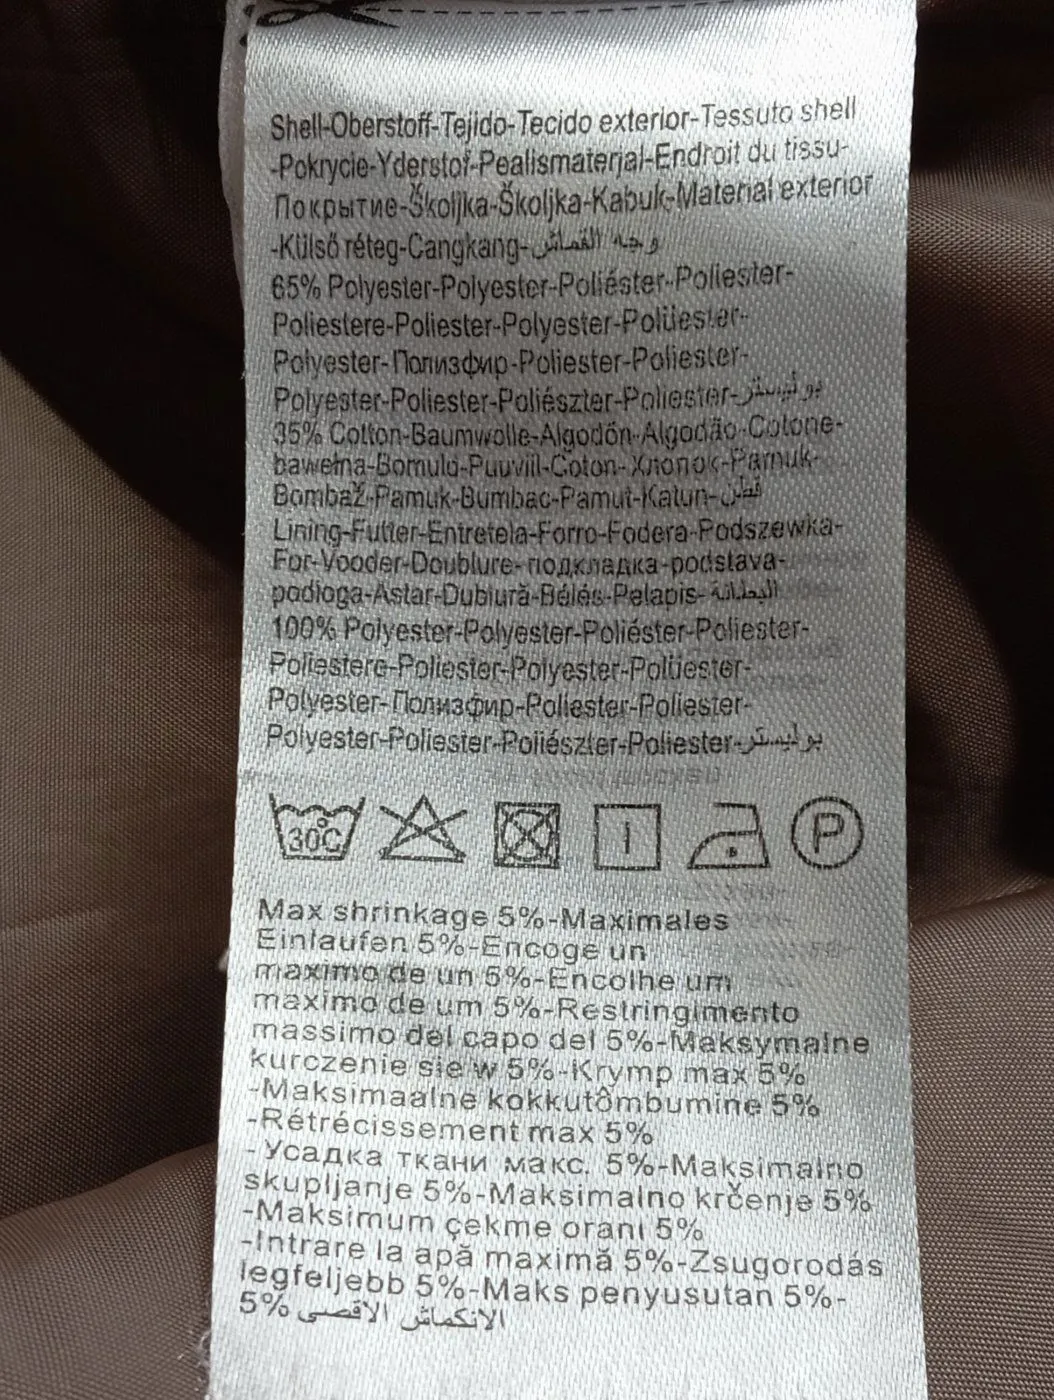 Shell-Oberstoff-Tejido-Tecido exterior-Tessuto shell
-Pokrycie-Yderstof-Pealismaterjal-Endroit du tissu-
Покрытие-Školjka-Školjka-Kabuk-Material exterior
-Külső réteg-Cangkang-وجه القماش
65% Polyester-Polyester-Poliéster-Poliester-
Poliestere-Poliester-Polyester-Polüester-
Polyester-Полизфир-Poliester-Poliester-
Polyester-Poliester-Poliészter-Poliester-بوليستر
35% Cotton-Baumwolle-Algodón-Algodão-Cotone-
bawełna-Bomuld-Puuvill-Coton-Хлопок-Pamuk-
Bombaž-Pamuk-Bumbac-Pamut-Katun-قطن
Lining-Futter-Entretela-Forro-Fodera-Podszewka-
For-Vooder-Doublure-подкладка-podstava-
podloga-Astar-Dublură-Bélés-Pelapis-البطانة
100% Polyester-Polyester-Poliéster-Poliester-
Poliestere-Poliester-Polyester-Polüester-
Polyester-Полизфир-Poliester-Poliester-
Polyester-Poliester-Poliészter-Poliester-بوليستر
30°C P
Max shrinkage 5%-Maximales
Einlaufen 5%-Encoge un
maximo de un 5%-Encolhe um
maximo de um 5%-Restringimento
massimo del capo del 5%-Maksymalne
kurczenie sie w 5%-Krymp max 5%
-Maksimaalne kokkutõmbumine 5%
-Rétrécissement max 5%
-Усадка ткани макс. 5%-Maksimalno
skupljanje 5%-Maksimalno krčenje 5%
-Maksimum çekme oranı 5%
-Intrare la apă maximă 5%-Zsugorodás
legfeljebb 5%-Maks penyusutan 5%-
5% الانكماش الاقصى